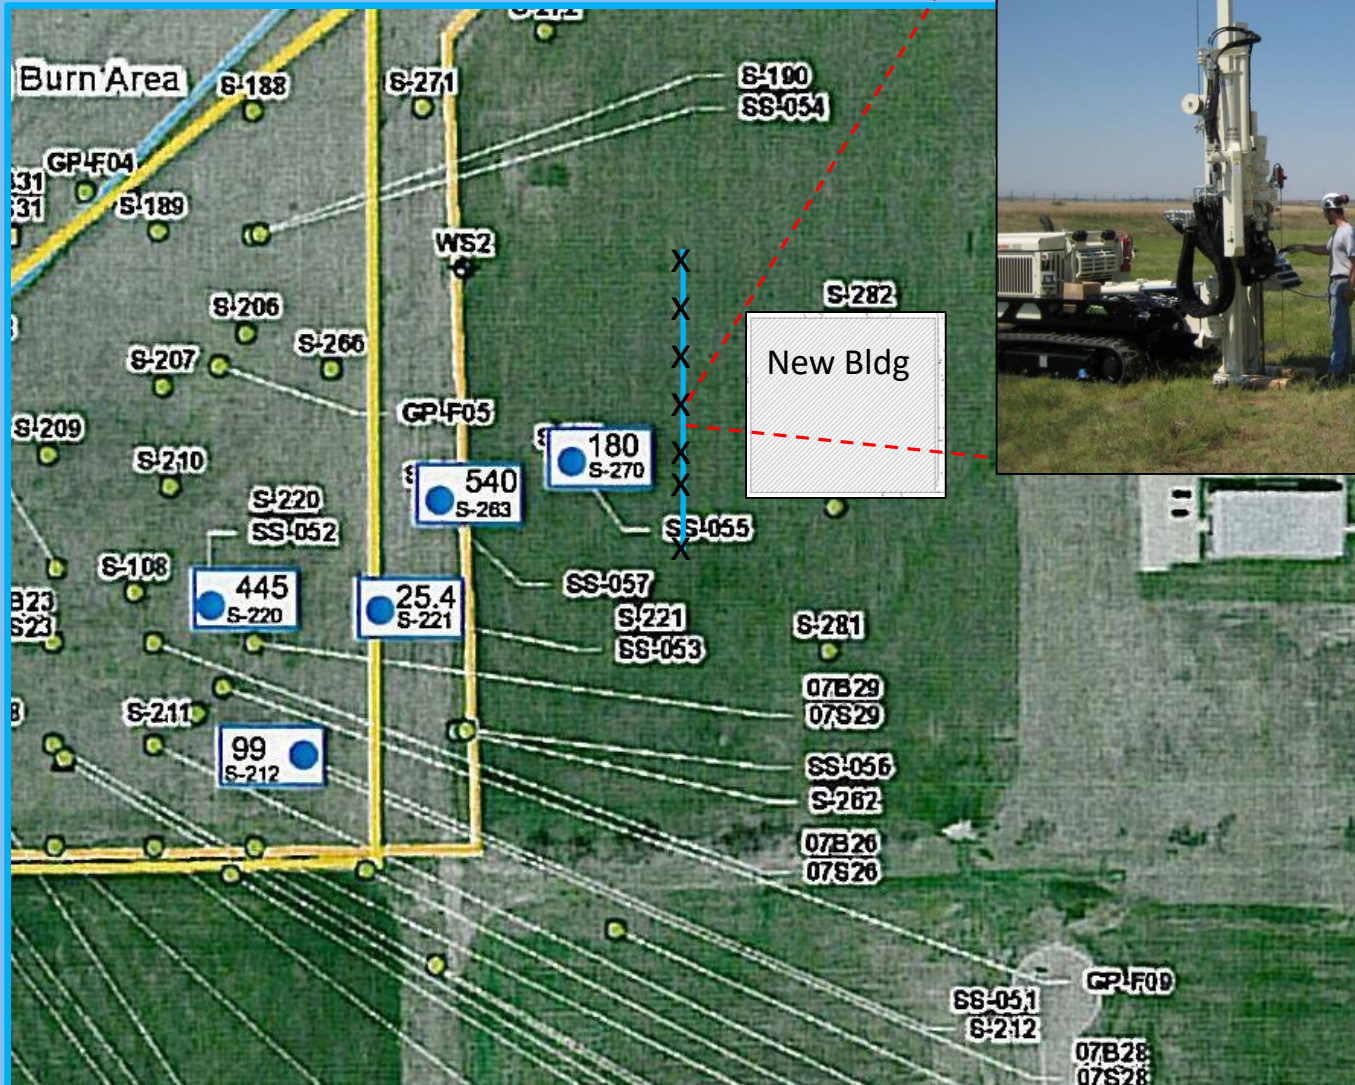 S-272
Burn Area
S-188
S-271
S-190
SS-054
GP-F04
S-189
WS2
X
S-282
S-206
X
S-266
S-207
X
New Bldg
GP-F05
X
S-209
180
S-270
X
S-210
540
S-263
X
S-220
SS-052
SS-055
X
S-108
445
S-220
25.4
S-221
SS-057
S-221
SS-053
S-281
07B29
07S29
S-211
99
S-212
SS-056
S-262
07B26
07S26
GP-F09
SS-051
S-212
07B28
07S28